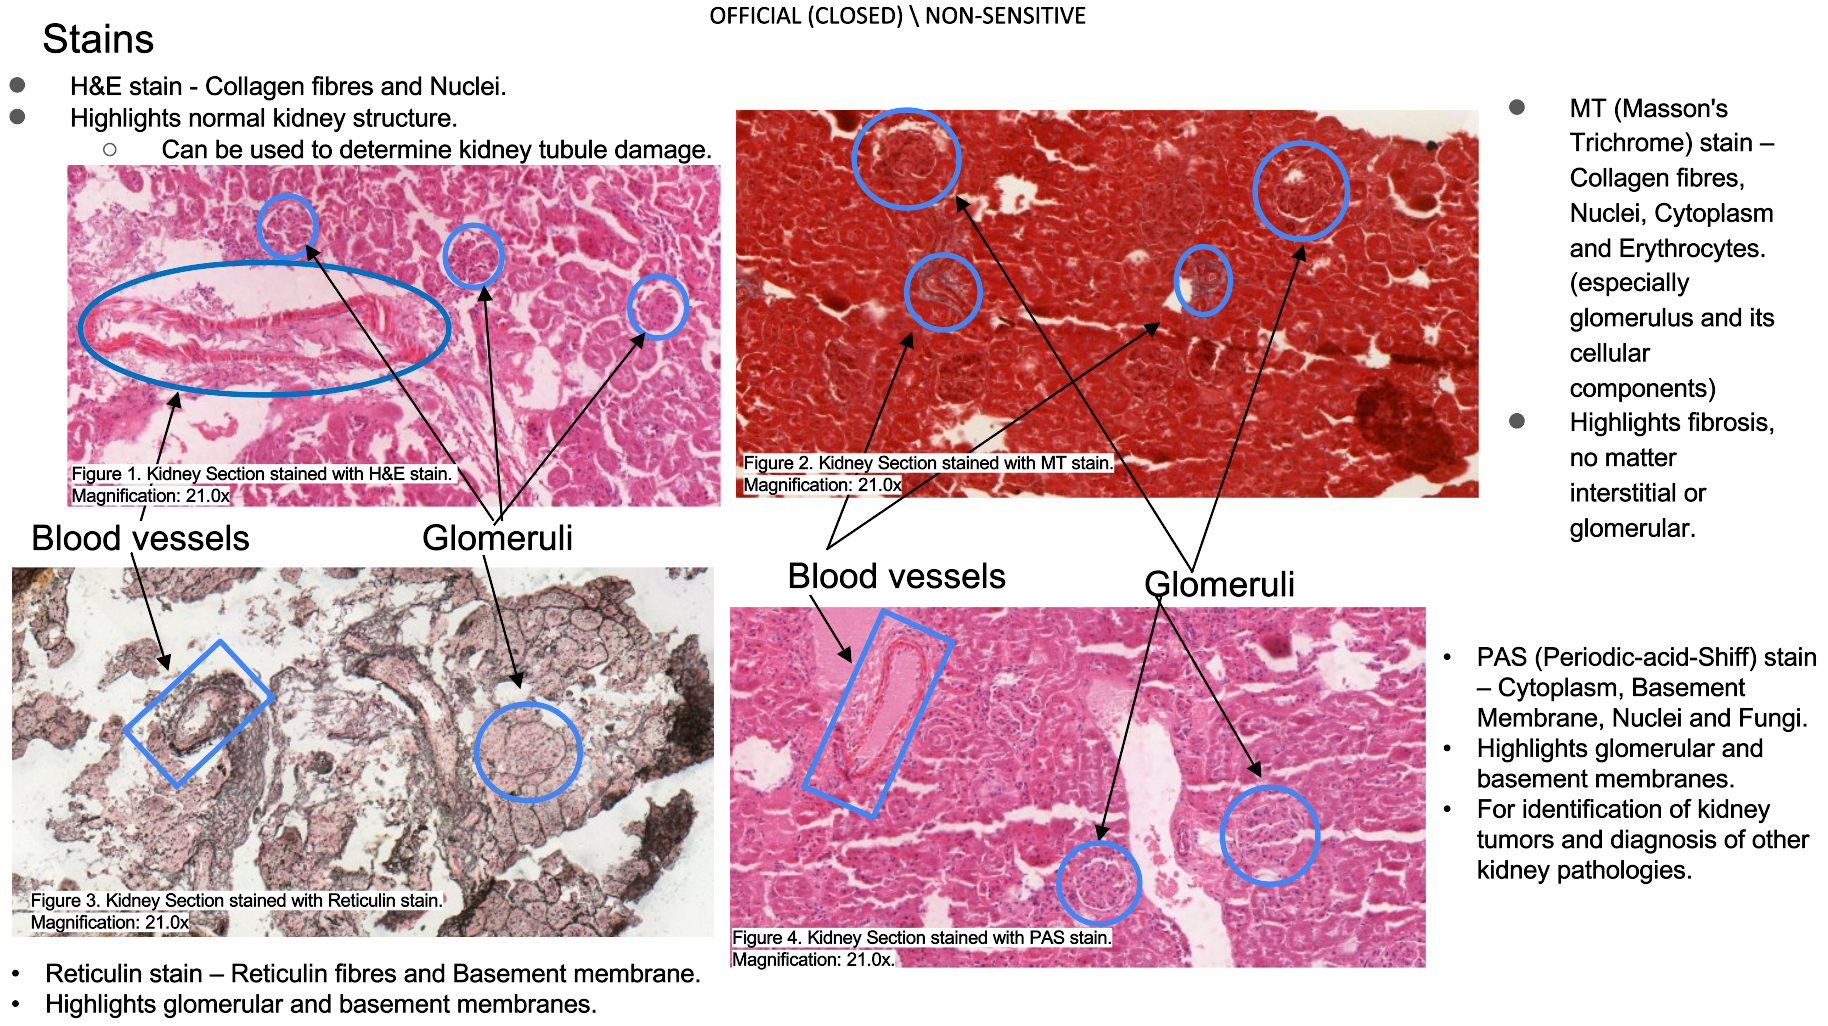 OFFICIAL (CLOSED) \ NON-SENSITIVE
Stains
H&E stain - Collagen fibres and Nuclei.
Highlights normal kidney structure.
Can be used to determine kidney tubule damage.
Figure 1. Kidney Section stained with H&E stain.
Magnification: 21.0x
Figure 2. Kidney Section stained with MT stain.
Magnification: 21.0x
MT (Masson's
Trichrome) stain –
Collagen fibres,
Nuclei, Cytoplasm
and Erythrocytes.
(especially
glomerulus and its
cellular
components)
Highlights fibrosis,
no matter
interstitial or
glomerular.
Blood vessels
Glomeruli
Blood vessels
Glomeruli
Figure 3. Kidney Section stained with Reticulin stain.
Magnification: 21.0x
Reticulin stain – Reticulin fibres and Basement membrane.
Highlights glomerular and basement membranes.
Figure 4. Kidney Section stained with PAS stain.
Magnification: 21.0x.
PAS (Periodic-acid-Shiff) stain
– Cytoplasm, Basement
Membrane, Nuclei and Fungi.
Highlights glomerular and
basement membranes.
For identification of kidney
tumors and diagnosis of other
kidney pathologies.